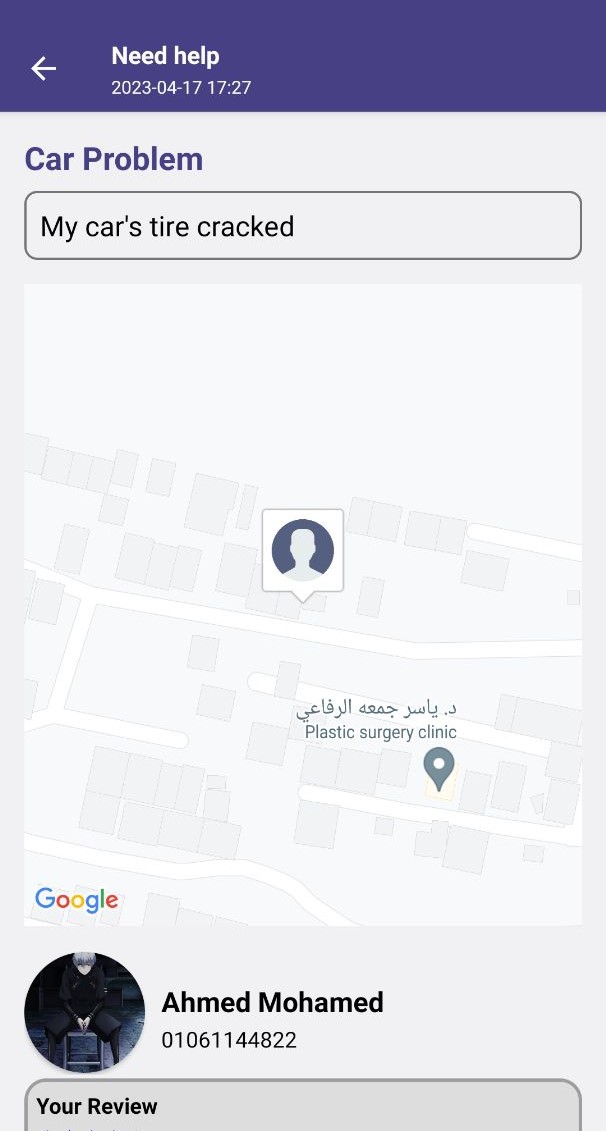 Need help
2023-04-17 17:27
Car Problem
My car's tire cracked
د. ياسر جمعه الرفاعي
Plastic surgery clinic
Google
Ahmed Mohamed
01061144822
Your Review